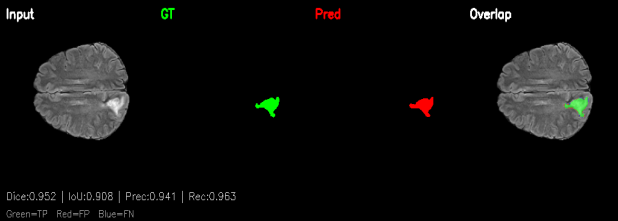 Input GT Pred Overlap
Dice:0.952 | IoU:0.908 | Prec:0.941 | Rec:0.963
Green=TP Red=FP Blue=FN